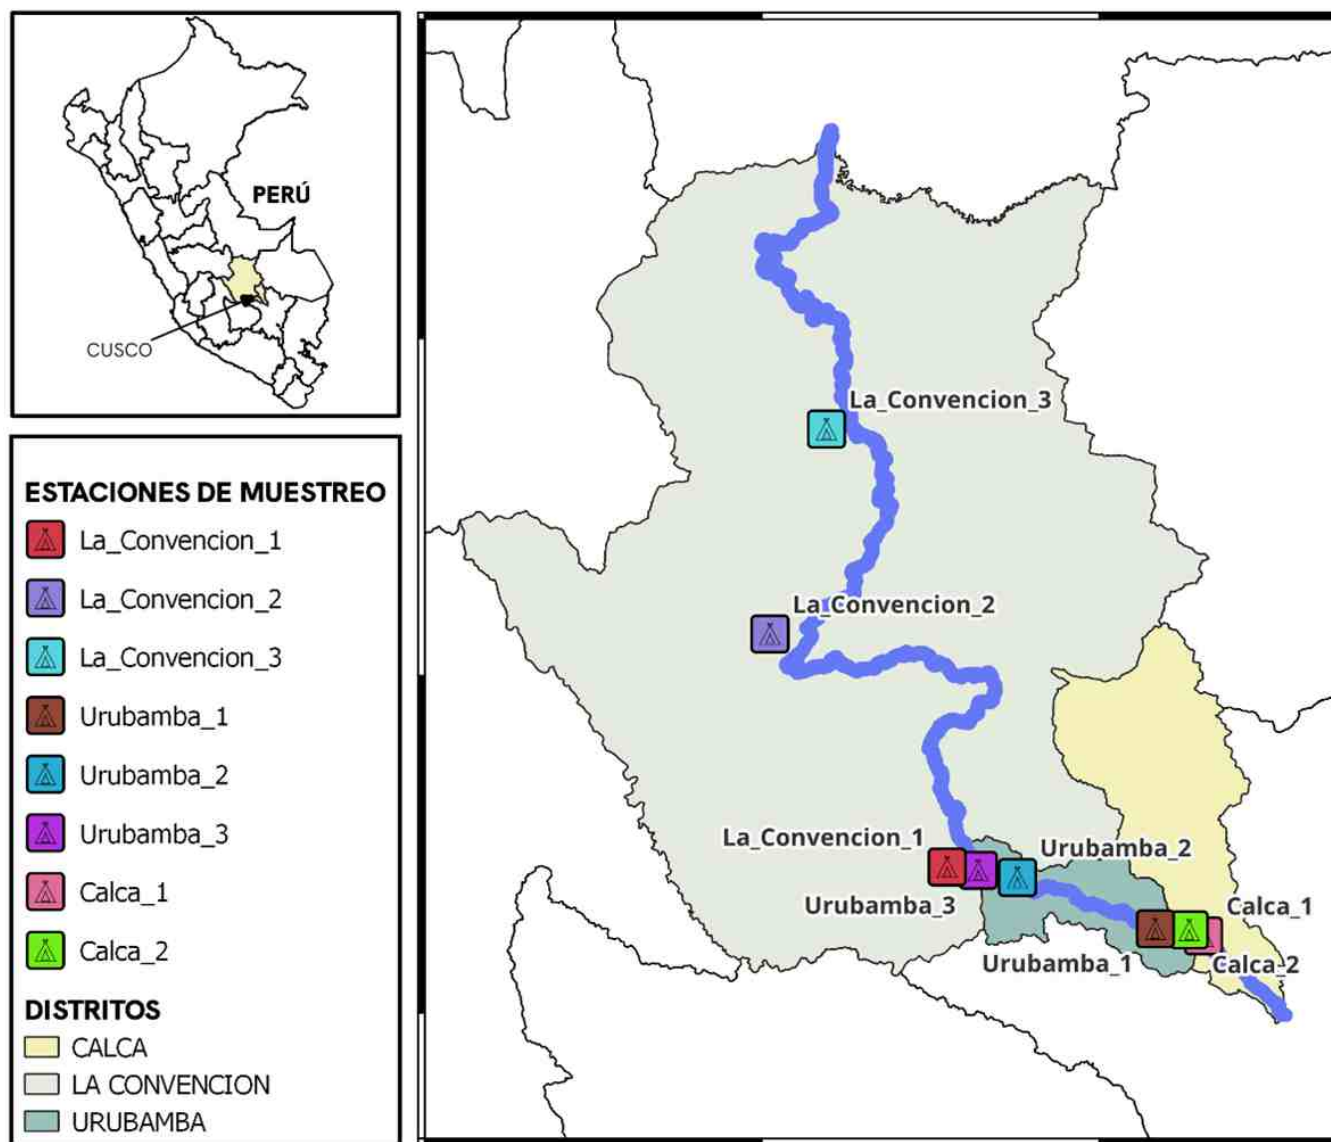 PERÚ
CUSCO
ESTACIONES DE MUESTREO
La_Convencion_1
La_Convencion_2
La_Convencion_3
Urubamba_1
Urubamba_2
Urubamba_3
Calca_1
Calca_2
DISTRITOS
CALCA
LA CONVENCION
URUBAMBA
La_Convencion_3
La_Convencion_2
La_Convencion_1
Urubamba_2
Urubamba_3
Calca_1
Urubamba_1
Calca_2